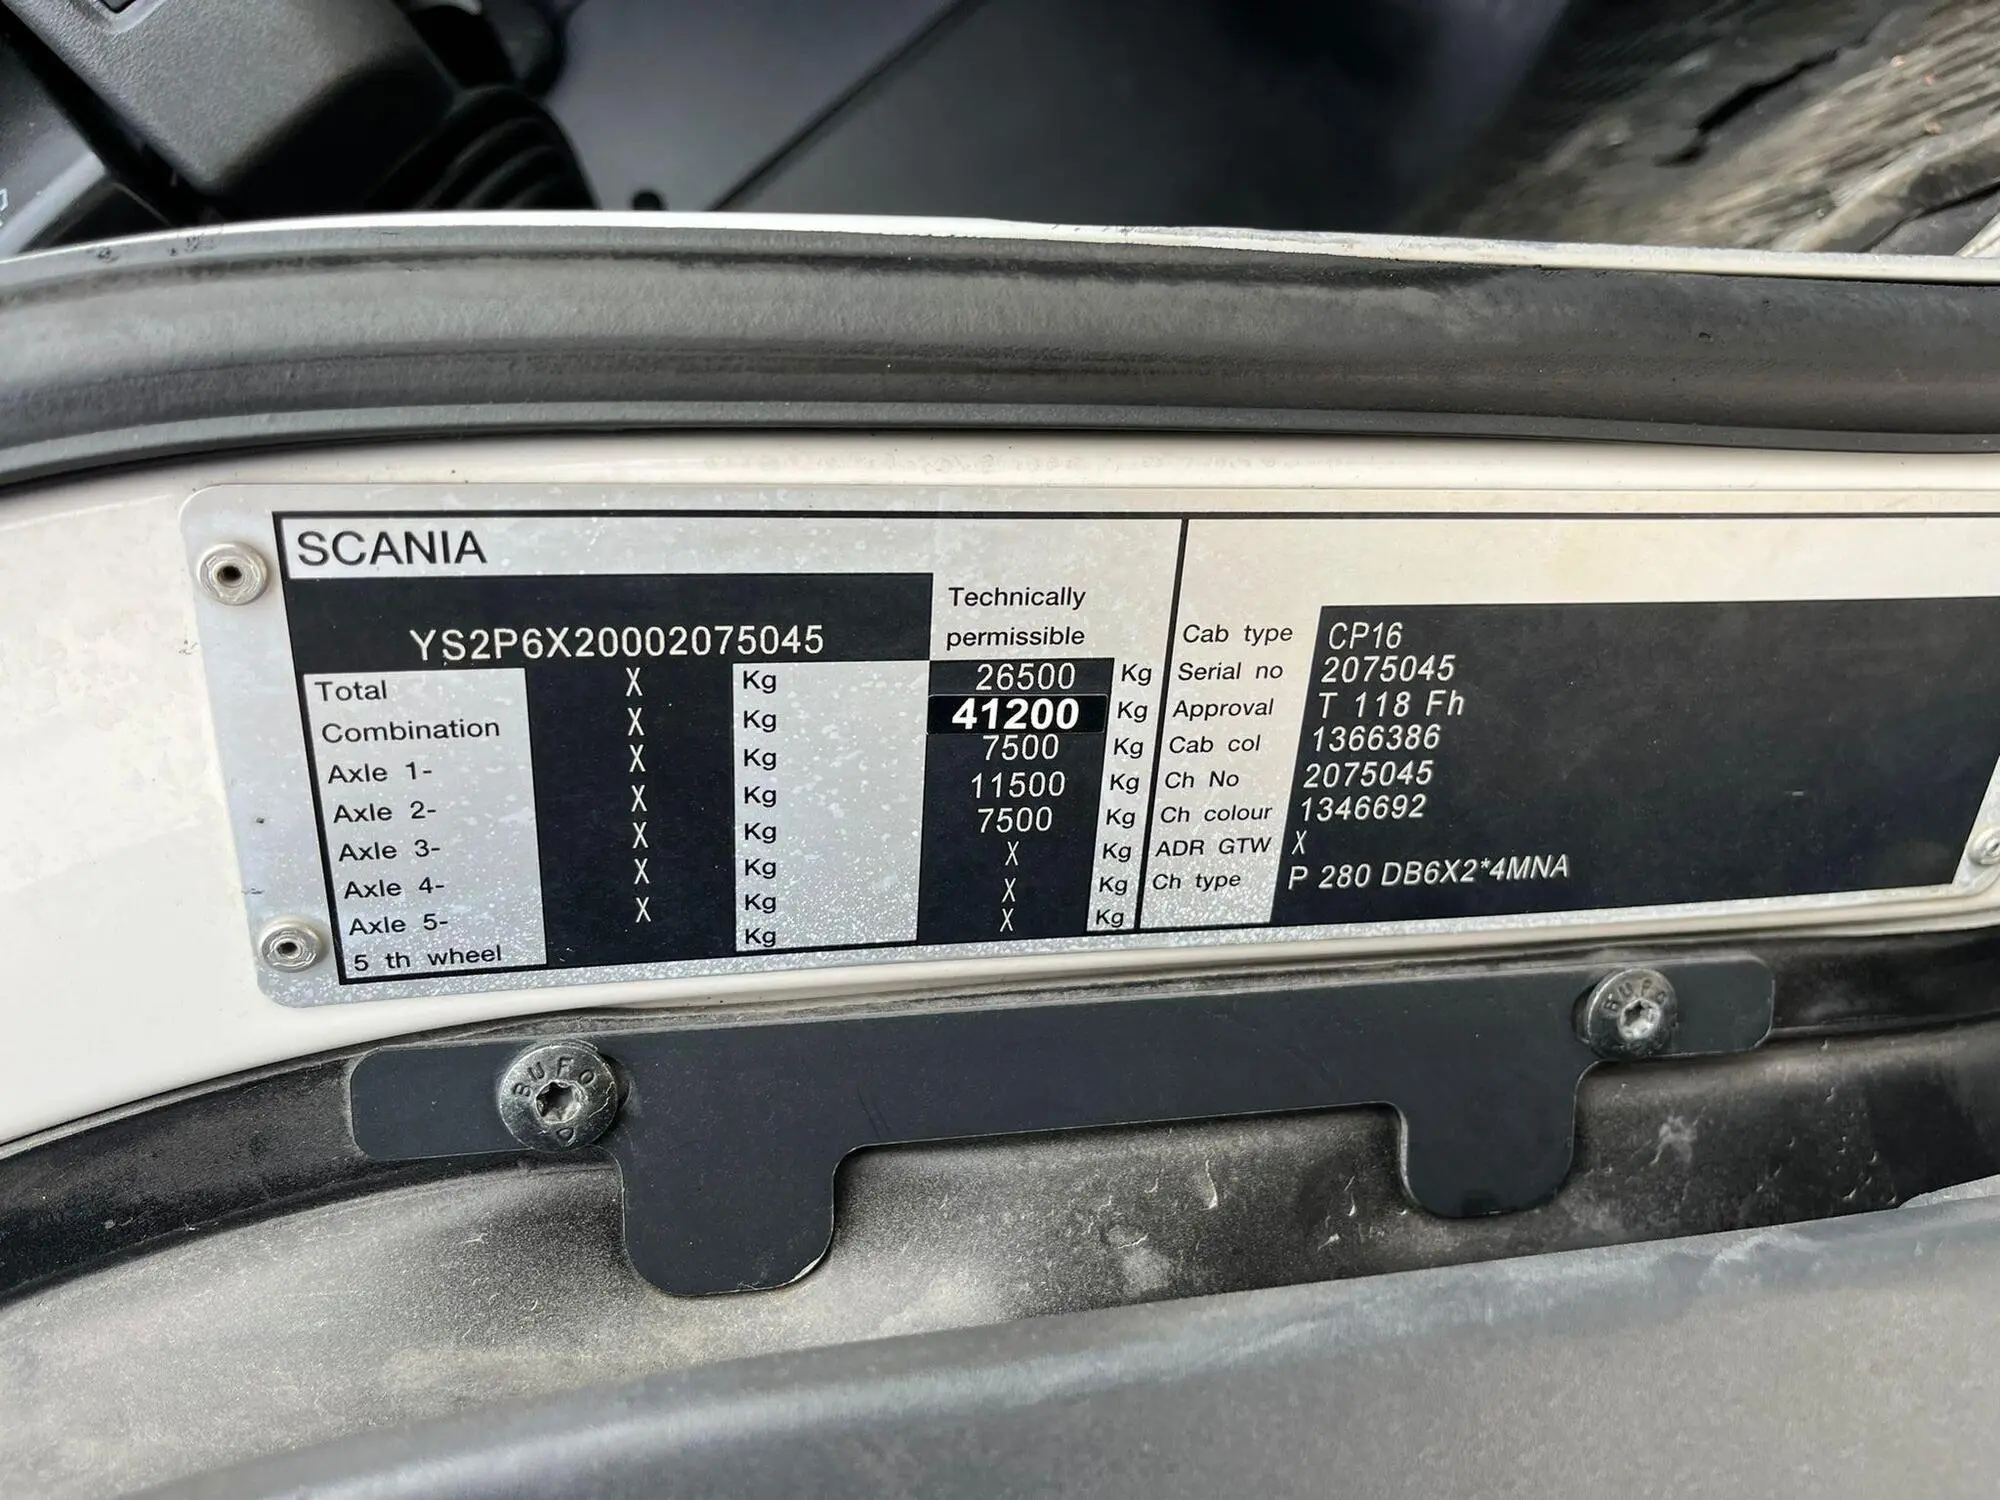 SCANIA
Technically
permissible
YS2P6X20002075045
Total X Kg 26500 Kg
Combination X Kg 41200 Kg
Axle 1- X Kg 7500 Kg
Axle 2- X Kg 11500 Kg
Axle 3- X Kg 7500 Kg
Axle 4- X Kg X Kg
Axle 5- X Kg X Kg
5 th wheel Kg X Kg
Cab type CP16
Serial no 2075045
Approval T 118 Fh
Cab col 1366386
Ch No 2075045
Ch colour 1346692
ADR GTW X
Ch type P 280 DB6X2*4MNA
BUFO
BUFO